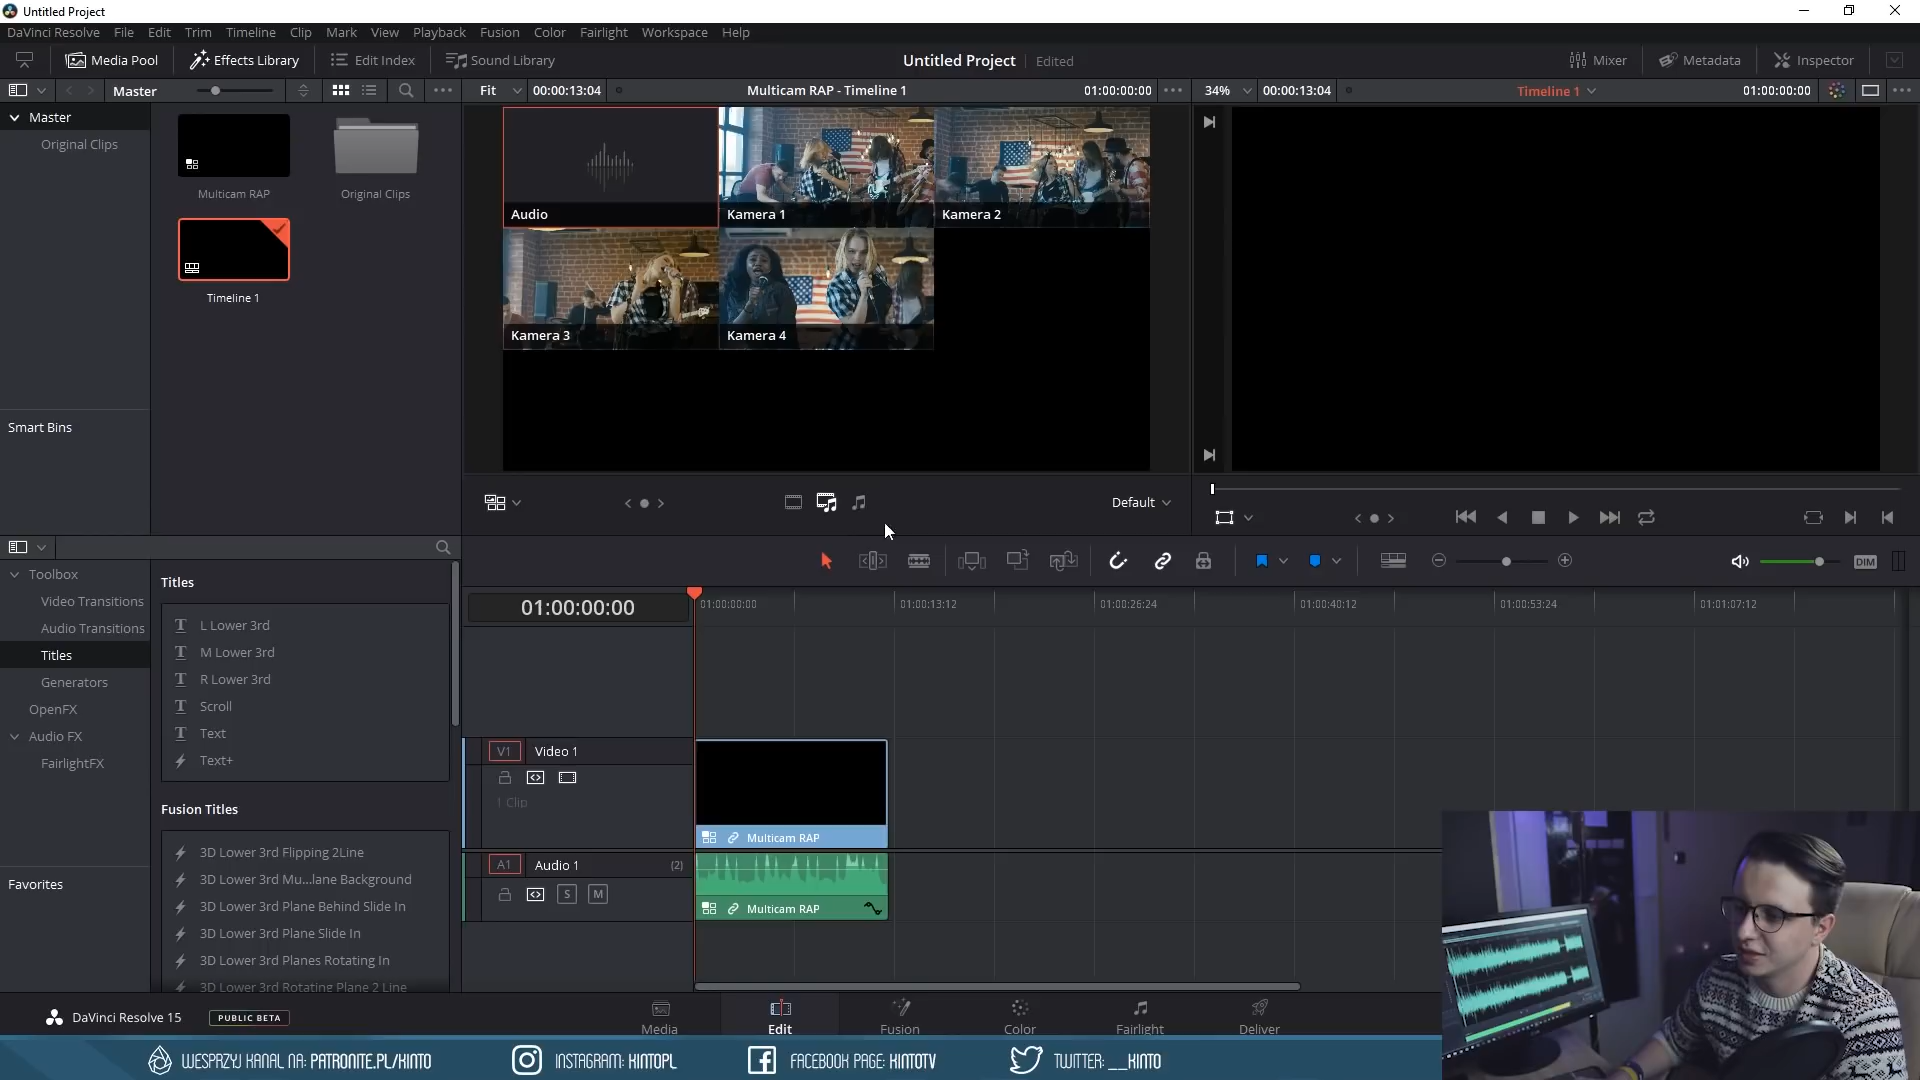 Untitled Project
DaVinci Resolve File Edit Trim Timeline Clip Mark View Playback Fusion Color Fairlight Workspace Help
Media Pool Effects Library Edit Index Sound Library Untitled Project Edited Mixer Metadata Inspector
Master Fit 00:00:13:04 Multicam RAP - Timeline 1 01:00:00:00 34% 00:00:13:04 Timeline 1 01:00:00:00
Master
Original Clips
Multicam RAP
Original Clips
Timeline 1
Smart Bins
Audio
Kamera 1
Kamera 2
Kamera 3
Kamera 4
Default
Toolbox
Video Transitions
Audio Transitions
Titles
Generators
OpenFX
Audio FX
FairlightFX
Favorites
Titles
L Lower 3rd
M Lower 3rd
R Lower 3rd
Scroll
Text
Text+
Fusion Titles
3D Lower 3rd Flipping 2Line
3D Lower 3rd Mu...lane Background
3D Lower 3rd Plane Behind Slide In
3D Lower 3rd Plane Slide In
3D Lower 3rd Planes Rotating In
3D Lower 3rd Rotating Plane 2 Line
DIM
01:00:00:00
01:00:00:00 01:00:13:12 01:00:26:24 01:00:40:12 01:00:53:24 01:01:07:12
V1 Video 1
1 Clip
Multicam RAP
A1 Audio 1 (2)
S M
Multicam RAP
DaVinci Resolve 15 PUBLIC BETA
Media Edit Fusion Color Fairlight Deliver
WESPRZYJ KANAŁ NA: PATRONITE.PL/KINTO INSTAGRAM: KINTOPL FACEBOOK PAGE: KINTOTV TWITTER: __KINTO